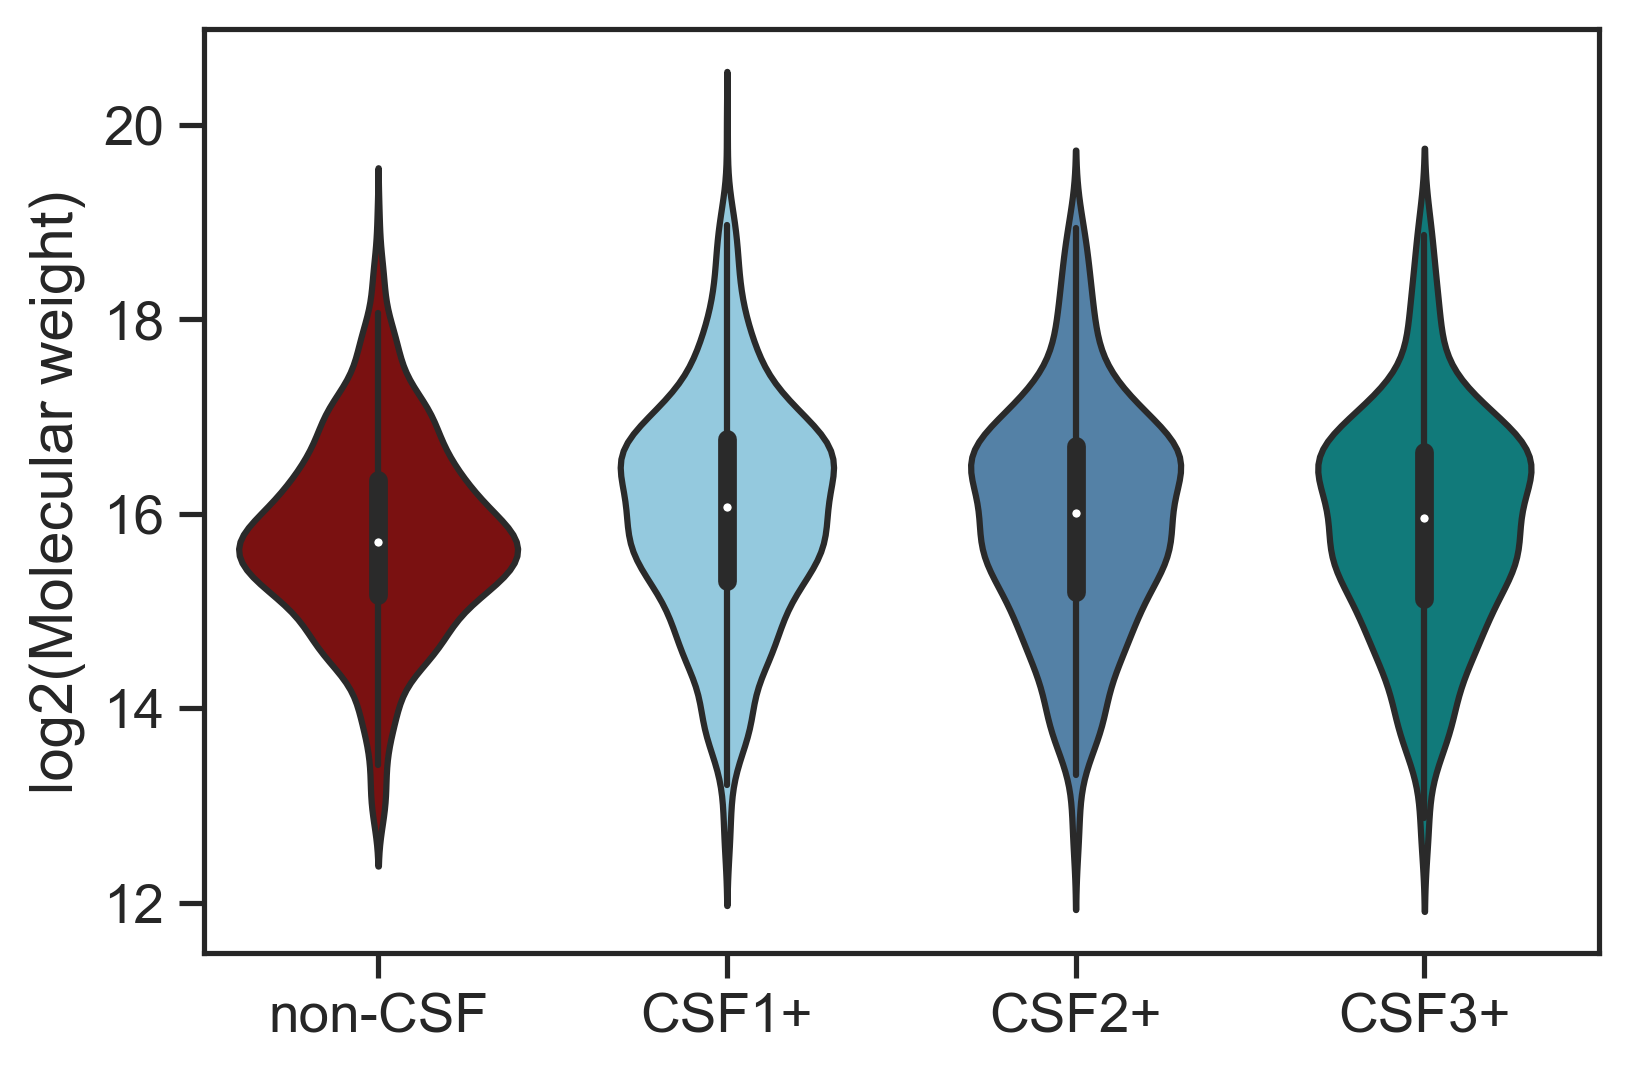 log2(Molecular weight)
20
18
16
14
12
non-CSF
CSF1+
CSF2+
CSF3+